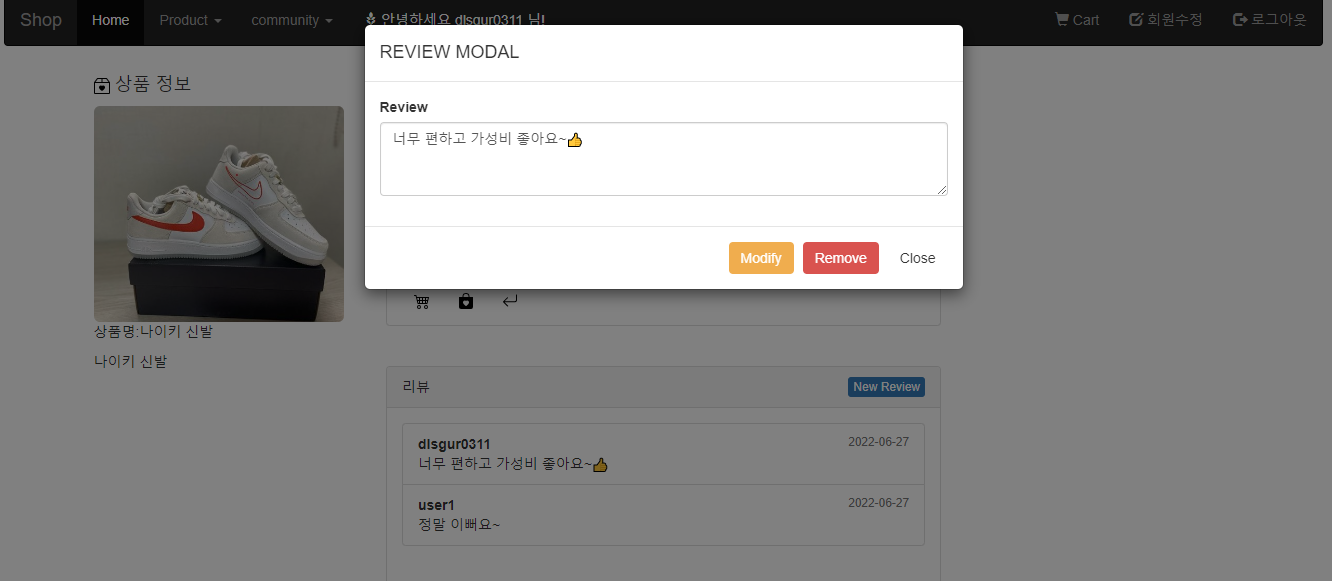 Shop Home Product community 안녕하세요 dlsgur0311 님! Cart 회원수정 로그아웃
REVIEW MODAL
Review
너무 편하고 가성비 좋아요~👍
Modify Remove Close
상품 정보
상품명:나이키 신발
나이키 신발
리뷰 New Review
dlsgur0311 2022-06-27
너무 편하고 가성비 좋아요~👍
user1 2022-06-27
정말 이뻐요~